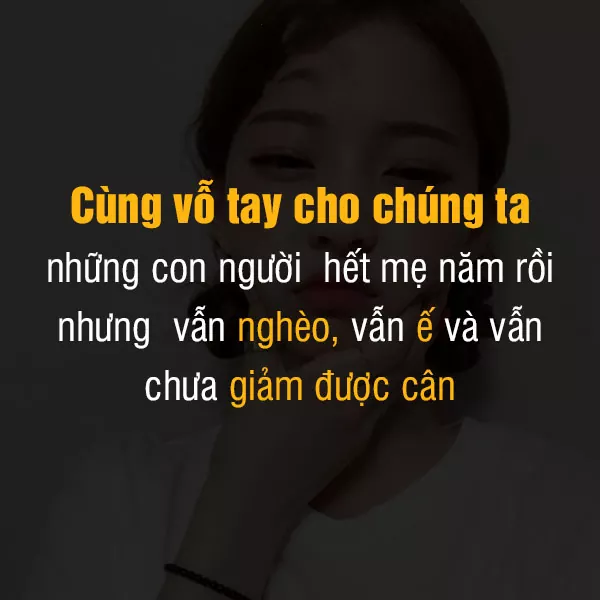 Cùng vỗ tay cho chúng ta
những con người hết mẹ năm rồi
nhưng vẫn nghèo, vẫn ế và vẫn
chưa giảm được cân